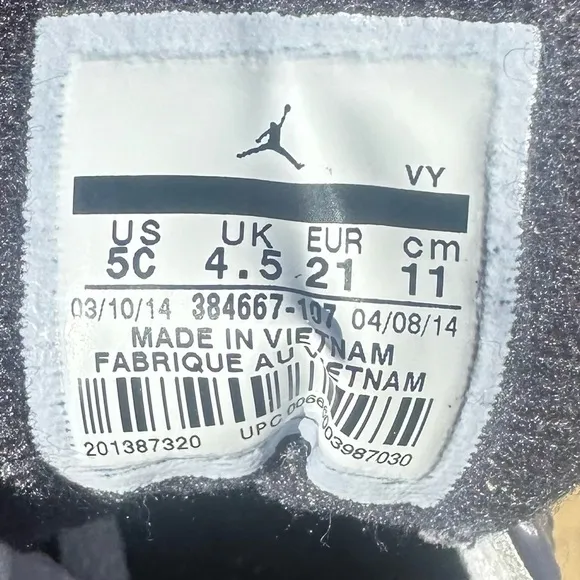 VY
US UK EUR cm
5C 4.5 21 11
03/10/14 384667-107 04/08/14
MADE IN VIETNAM
FABRIQUE AU VIETNAM
201387320 UPC